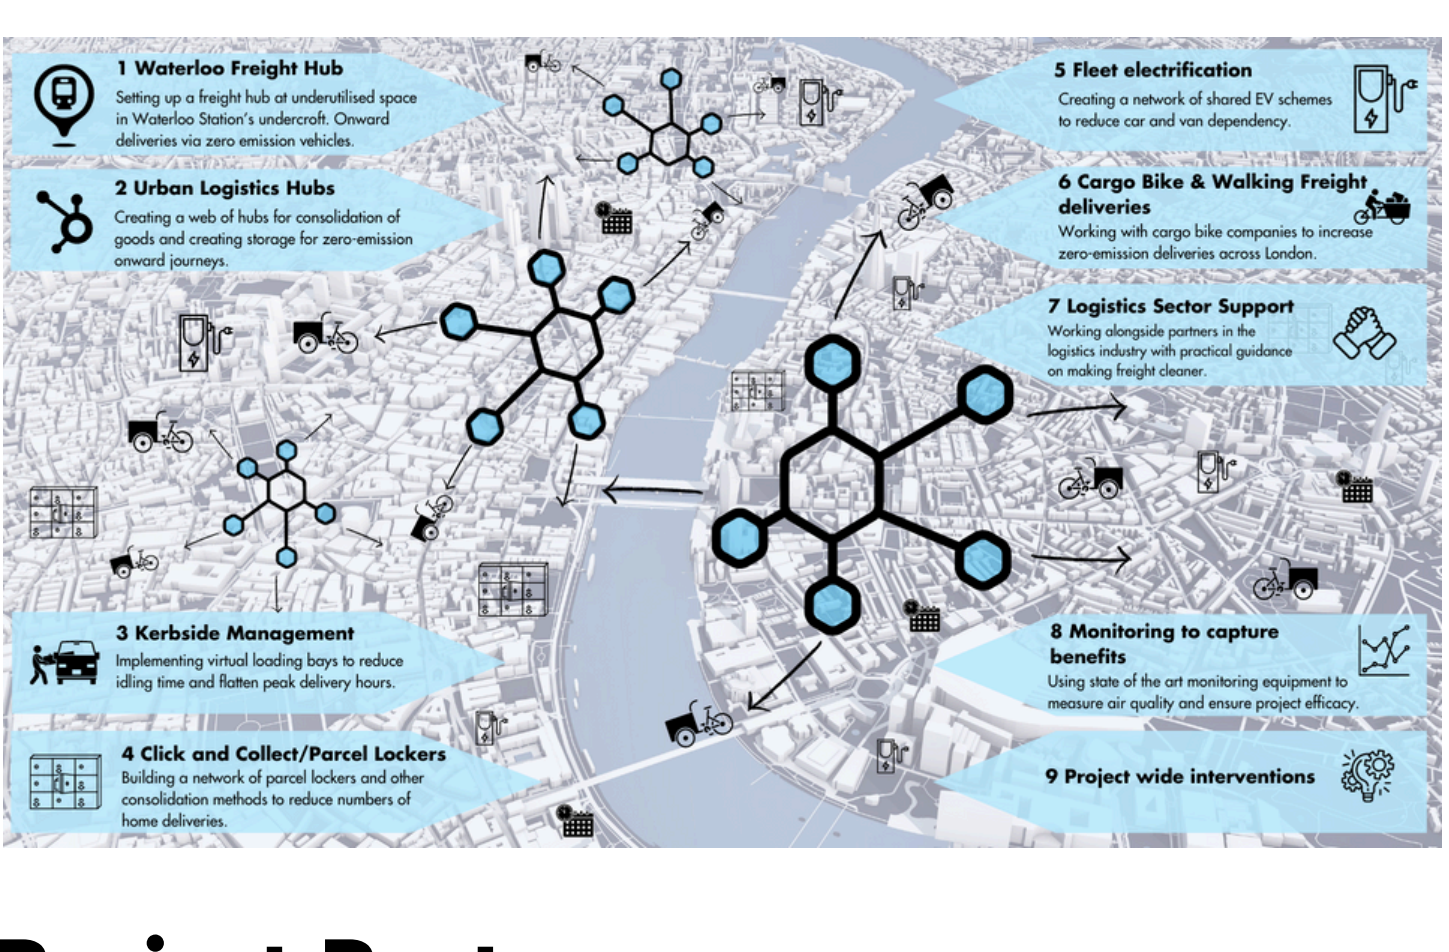 1 Waterloo Freight Hub
Setting up a freight hub at underutilised space
in Waterloo Station's undercroft. Onward
deliveries via zero emission vehicles.
2 Urban Logistics Hubs
Creating a web of hubs for consolidation of
goods and creating storage for zero-emission
onward journeys.
3 Kerbside Management
Implementing virtual loading bays to reduce
idling time and flatten peak delivery hours.
4 Click and Collect/Parcel Lockers
Building a network of parcel lockers and other
consolidation methods to reduce numbers of
home deliveries.
5 Fleet electrification
Creating a network of shared EV schemes
to reduce car and van dependency.
6 Cargo Bike & Walking Freight
deliveries
Working with cargo bike companies to increase
zero-emission deliveries across London.
7 Logistics Sector Support
Working alongside partners in the
logistics industry with practical guidance
on making freight cleaner.
8 Monitoring to capture
benefits
Using state of the art monitoring equipment to
measure air quality and ensure project efficacy.
9 Project wide interventions